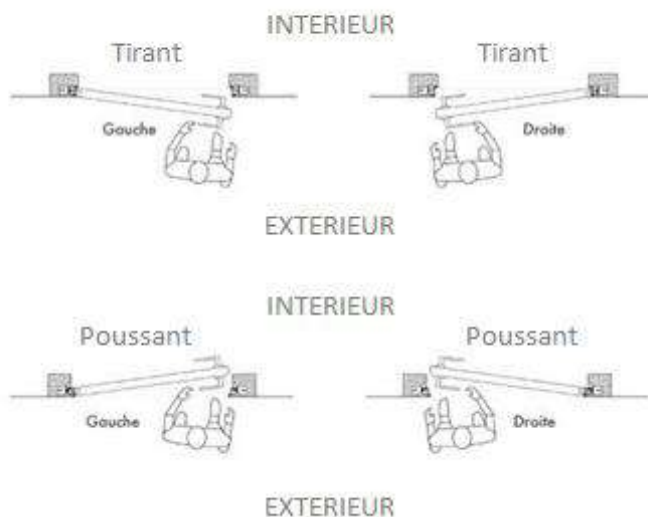 INTERIEUR
Tirant Tirant
Gauche Droite
EXTERIEUR
INTERIEUR
Poussant Poussant
Gauche Droite
EXTERIEUR